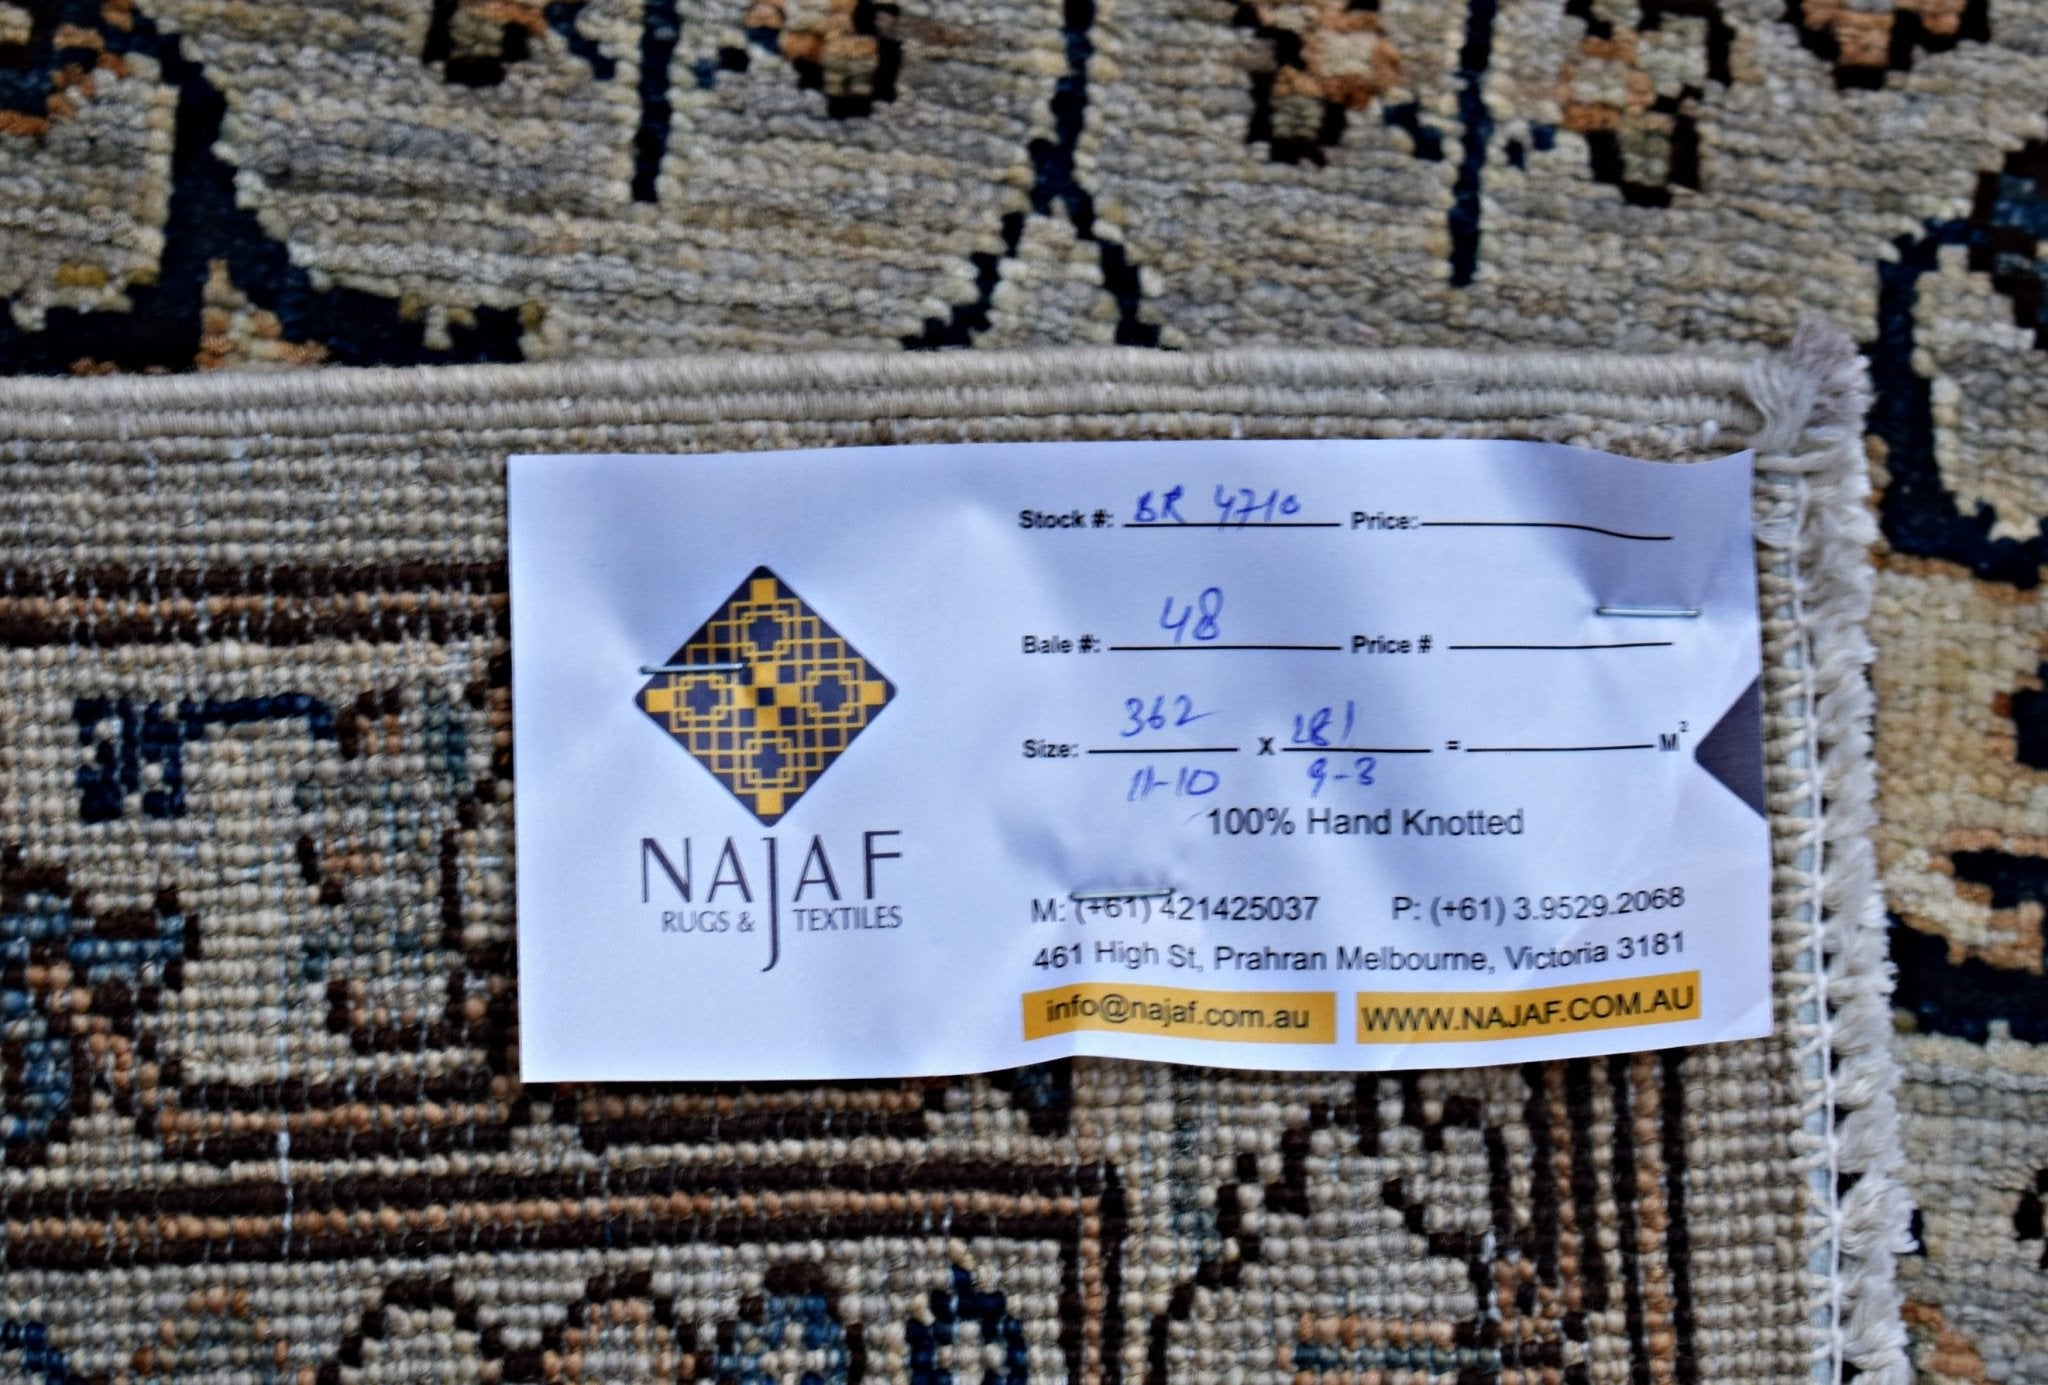 NAJAF
RUGS & TEXTILES
Stock #: BR 4710 Price:
Bale #: 48 Price #
Size: 362 X 281 = M²
11-10 9-3
100% Hand Knotted
M: (+61) 421425037 P: (+61) 3.9529.2068
461 High St, Prahran Melbourne, Victoria 3181
info@najaf.com.au WWW.NAJAF.COM.AU